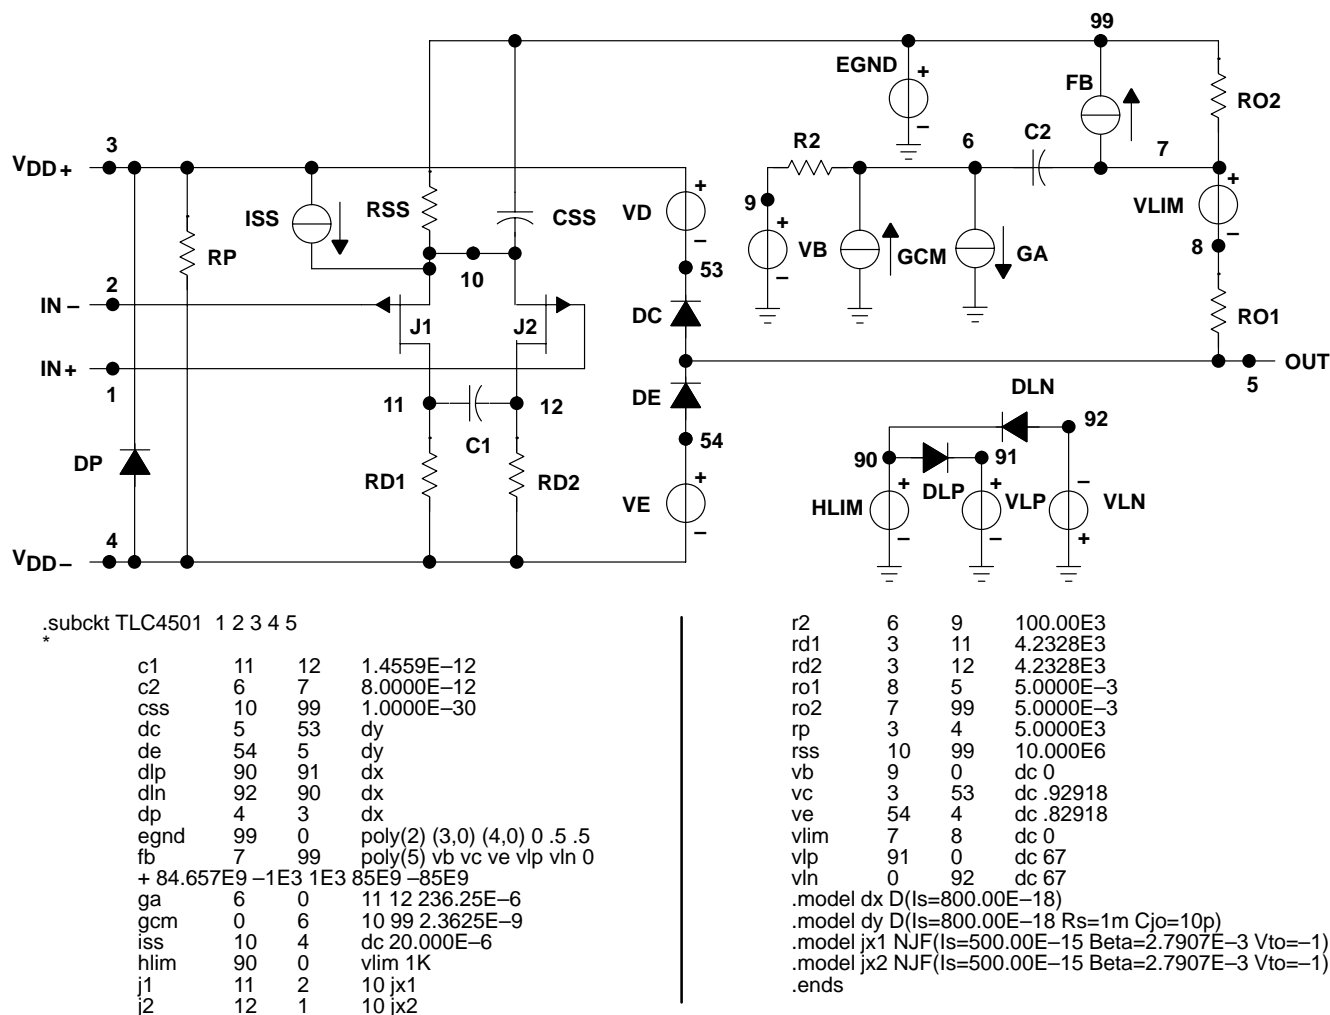 99
EGND
+
FB
RO2
3
R2
6
C2
7
VDD+
+
ISS
RSS
CSS
VD
9
+
VLIM
RP
–
VB
GCM
GA
8
–
2
10
53
IN –
J1
J2
DC
RO1
IN+
OUT
1
11
12
DE
5
C1
54
DLN
92
DP
RD1
RD2
+
90
91
VE
–
HLIM
+
–
DLP
+
–
VLP
–
+
VLN
4
VDD–
.subckt TLC4501 1 2 3 4 5
*
c1 11 12 1.4559E–12
c2 6 7 8.0000E–12
css 10 99 1.0000E–30
dc 5 53 dy
de 54 5 dy
dlp 90 91 dx
dln 92 90 dx
dp 4 3 dx
egnd 99 0 poly(2) (3,0) (4,0) 0 .5 .5
fb 7 99 poly(5) vb vc ve vlp vln 0
+ 84.657E9 –1E3 1E3 85E9 –85E9
ga 6 0 11 12 236.25E–6
gcm 0 6 10 99 2.3625E–9
iss 10 4 dc 20.000E–6
hlim 90 0 vlim 1K
j1 11 2 10 jx1
j2 12 1 10 jx2
r2 6 9 100.00E3
rd1 3 11 4.2328E3
rd2 3 12 4.2328E3
ro1 8 5 5.0000E–3
ro2 7 99 5.0000E–3
rp 3 4 5.0000E3
rss 10 99 10.000E6
vb 9 0 dc 0
vc 3 53 dc .92918
ve 54 4 dc .82918
vlim 7 8 dc 0
vlp 91 0 dc 67
vln 0 92 dc 67
.model dx D(Is=800.00E–18)
.model dy D(Is=800.00E–18 Rs=1m Cjo=10p)
.model jx1 NJF(Is=500.00E–15 Beta=2.7907E–3 Vto=–1)
.model jx2 NJF(Is=500.00E–15 Beta=2.7907E–3 Vto=–1)
.ends